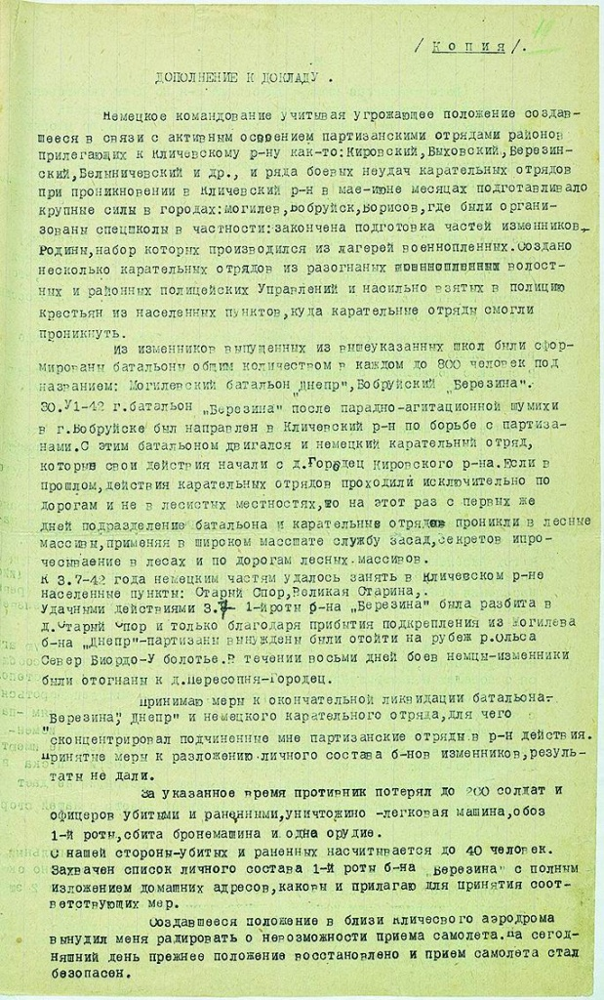 / К о п и я /.
ДОПОЛНЕНИЕ К ДОКЛАДУ .
Немецкое командование учитывая угрожающее положение создав-
шееся в связи с активным освоением партизанскими отрядами районов
прилегающих к Кличевскому р-ну как-то: Кировский, Быховский, Березин-
ский, Белыничевский и др., и ряда боевых неудач карательных отрядов
при проникновении в Кличевский р-н в мае-июне месяцах подготавливало
крупные силы в городах: Могилев, Бобруйск, Борисов, где были органи-
зованы спецшколы в частности: закончена подготовка частей изменников
Родины, набор которых производился из лагерей военнопленных. Создано
несколько карательных отрядов из разогнаных волост-
ных и районных полицейских Управлений и насильно взятых в полицию
крестьян из населенных пунктов, куда карательные отряды смогли
проникнуть.
Из изменников выпущенных из вышеуказанных школ были сфор-
мированы батальоны общим количеством в каждом до 800 человек под
названием: Могилевский батальон „Днепр", Бобруйский „Березина".
30.У1-42 г. батальон „Березина" после парадно-агитационной шумихи
в г. Бобруйске был направлен в Кличевский р-н по борьбе с партиза-
нами. С этим батальоном двигался и немецкий карательный отряд,
которые свои действия начали с д. Городец Кировского р-на. Если в
прошлом, действия карательных отрядов проходили исключительно по
дорогам и не в лесистых местностях, то на этот раз с первых же
дней подразделение батальона и карательные отряды проникли в лесные
массивы, применяя в широком массштабе службу засад, секретов ипро-
чесывание в лесах и по дорогам лесных массивов.
К 3.7-42 года немецким частям удалось занять в Кличевском р-не
населенные пункты: Старый Спор, Великая Старина,.
Удачными действиями 3.7- 1-йроты б-на „Березина" была разбита в
д. Старый Спор и только благодаря прибытия подкрепления из Могилева
б-на „Днепр"-партизаны вынуждены были отойти на рубеж р. Ольса
Север Биордо-У болотье. В течении восьми дней боев немцы-изменники
были отогнаны к д. Пересопня-Городец.
Принимаю меры к окончательной ликвидации батальона-
„Березина", „Днепр" и немецкого карательного отряда, для чего
сконцентрировал подчиненные мне партизанские отряды в р-н действия.
Принятые меры к разложению личного состава б-нов изменников, резуль-
таты не дали.
За указанное время противник потерял до 200 солдат и
офицеров убитыми и раненными, уничтожино -легковая машина, обоз
1-й роты, сбита бронемашина и одна орудие.
С нашей стороны-убитых и раненных насчитывается до 40 человек.
Захвачен список личного состава 1-й роты б-на „Березина" с полным
изложением домашних адресов, каковы и прилагаю для принятия соот-
ветствующих мер.
Создавшееся положение в близи Кличесвого аэродрома
вынудил меня радировать о невозможности приема самолета. На сегод-
няшний день прежнее положение восстановлено и прием самолета стал
безопасен.